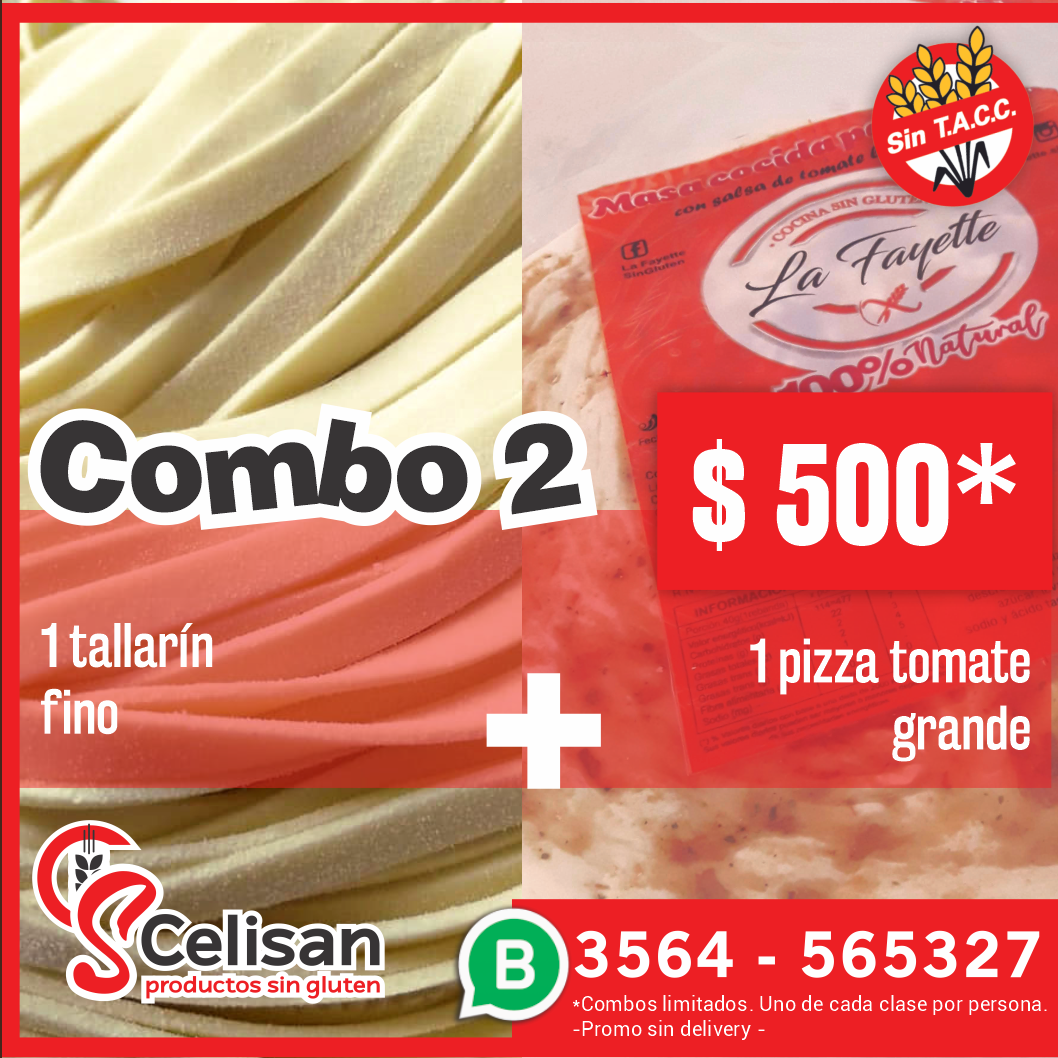 Sin T.A.C.C.
Masa cocida
con salsa de tomate
COCINA SIN GLUTEN
La Fayette
La Fayette
SinGluten
100% Natural
Combo 2
$ 500*
INFORMACIÓN
1 tallarín
fino
+
1 pizza tomate
grande
Celisan
productos sin gluten
B
3564 - 565327
*Combos limitados. Uno de cada clase por persona.
-Promo sin delivery -